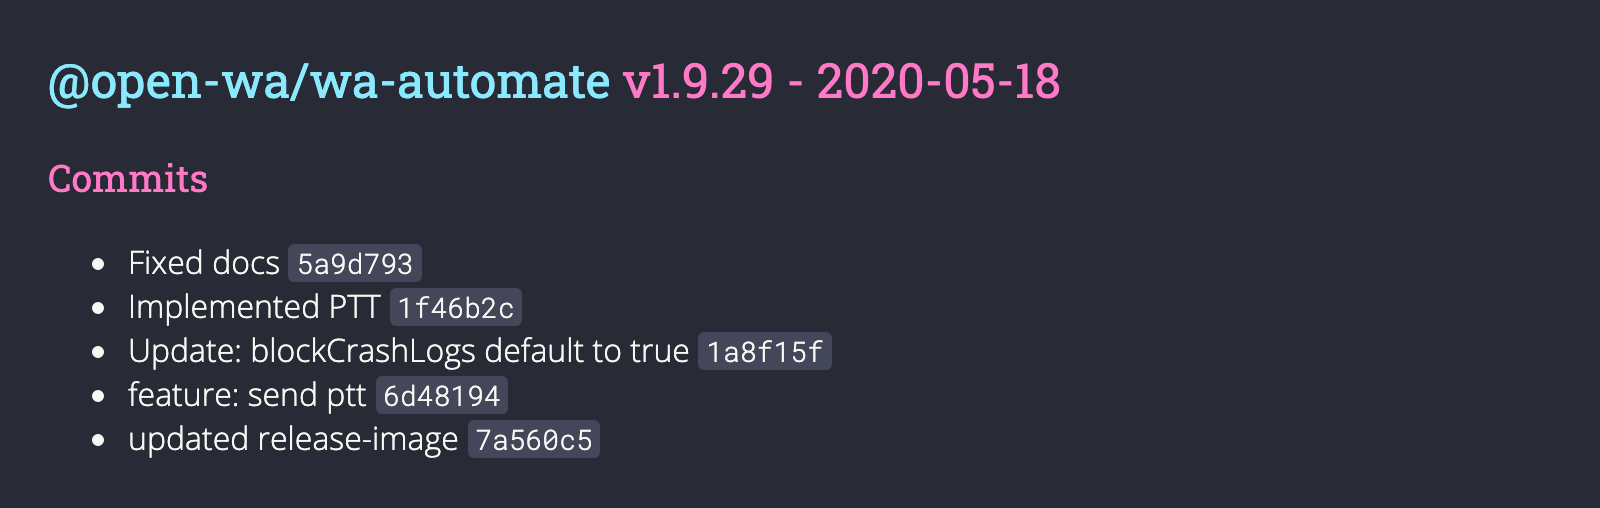 @open-wa/wa-automate v1.9.29 - 2020-05-18
Commits
Fixed docs 5a9d793
Implemented PTT 1f46b2c
Update: blockCrashLogs default to true 1a8f15f
feature: send ptt 6d48194
updated release-image 7a560c5